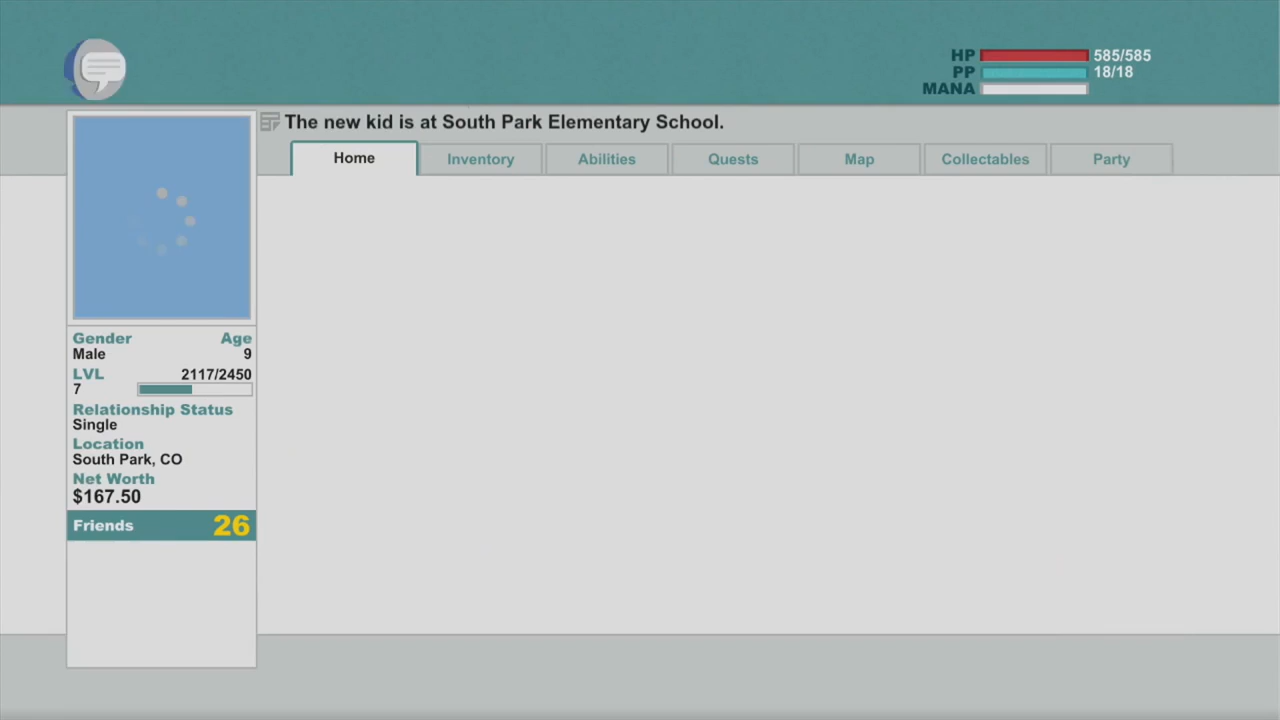 HP 585/585
PP 18/18
MANA
The new kid is at South Park Elementary School.
Home Inventory Abilities Quests Map Collectables Party
Gender Age
Male 9
LVL 2117/2450
7
Relationship Status
Single
Location
South Park, CO
Net Worth
$167.50
Friends 26